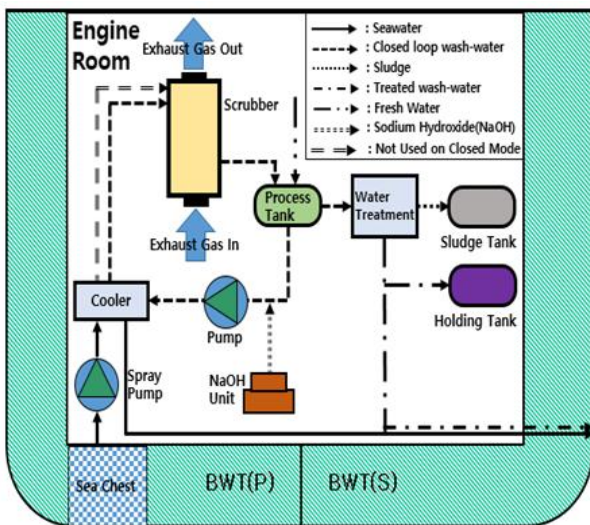 Engine
Room
Exhaust Gas Out
Scrubber
: Seawater
: Closed loop wash-water
: Sludge
: Treated wash-water
: Fresh Water
: Sodium Hydroxide(NaOH)
: Not Used on Closed Mode
Process
Tank
Water
Treatment
Exhaust Gas In
Sludge Tank
Cooler
Pump
Holding Tank
Spray
Pump
NaOH
Unit
Sea Chest
BWT(P)
BWT(S)